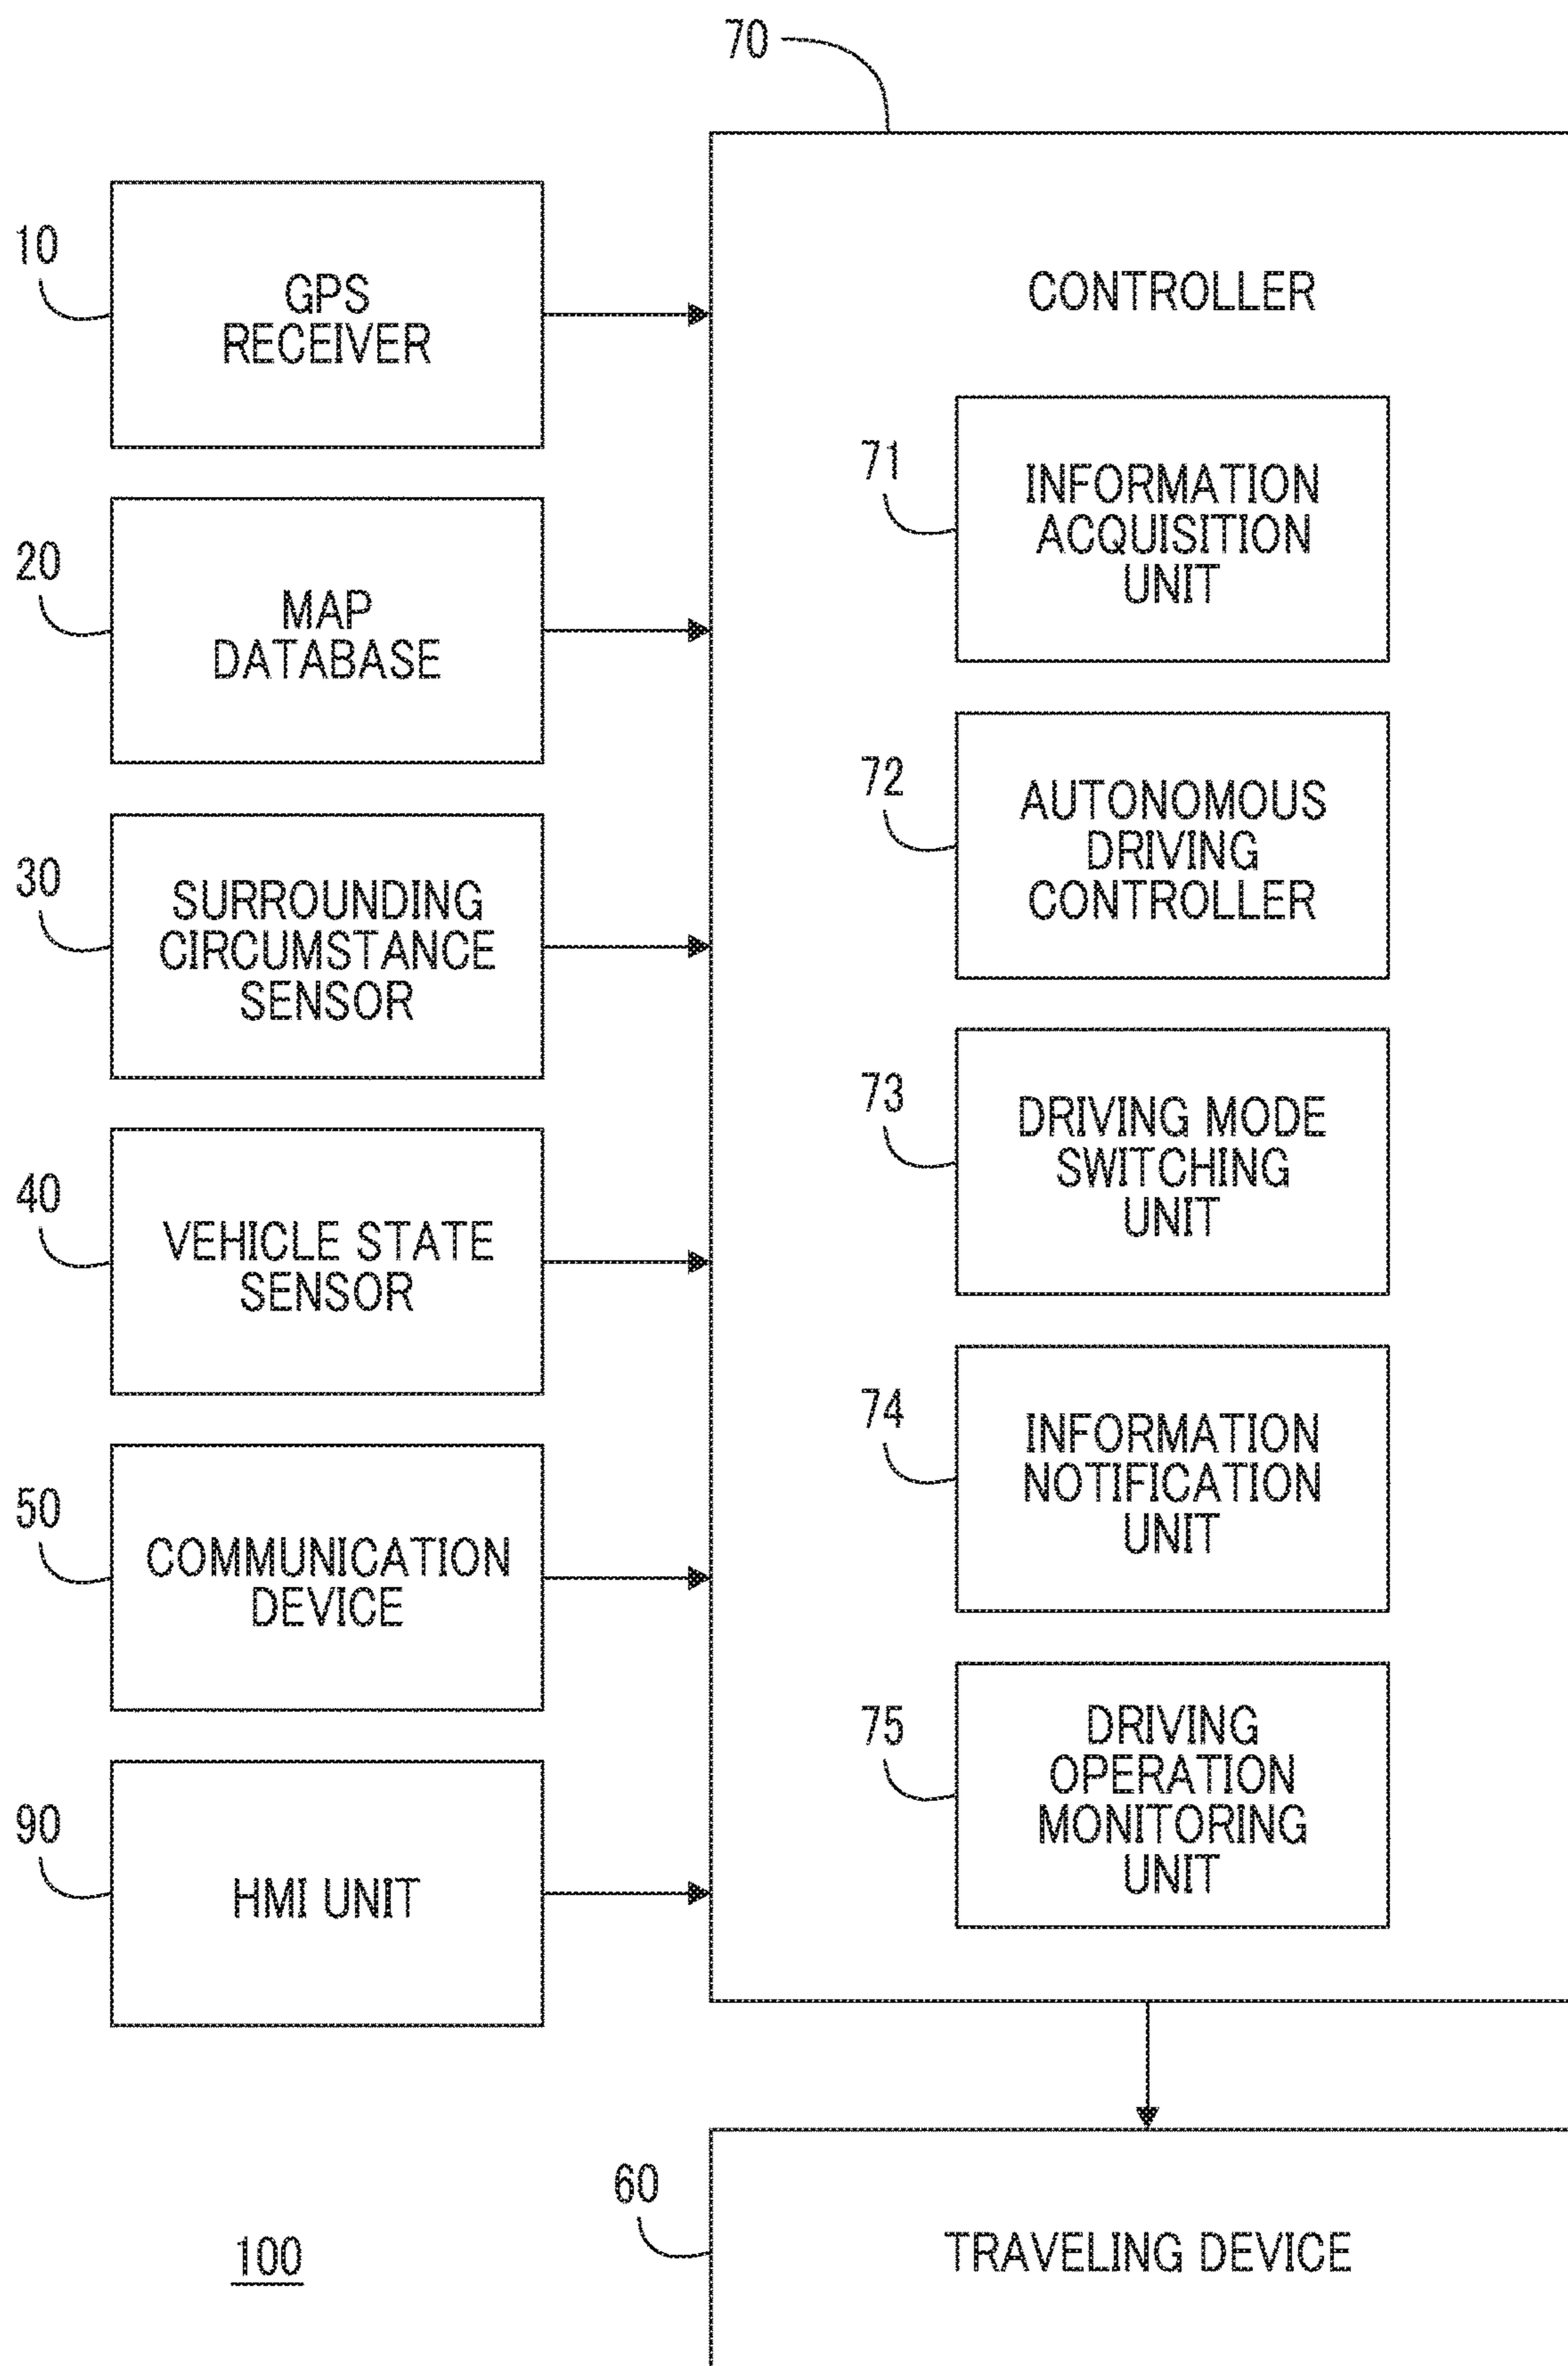 70
10
GPS
RECEIVER
20
MAP
DATABASE
30
SURROUNDING
CIRCUMSTANCE
SENSOR
40
VEHICLE STATE
SENSOR
50
COMMUNICATION
DEVICE
90
HMI UNIT
CONTROLLER
71
INFORMATION
ACQUISITION
UNIT
72
AUTONOMOUS
DRIVING
CONTROLLER
73
DRIVING MODE
SWITCHING
UNIT
74
INFORMATION
NOTIFICATION
UNIT
75
DRIVING
OPERATION
MONITORING
UNIT
60
TRAVELING DEVICE
100